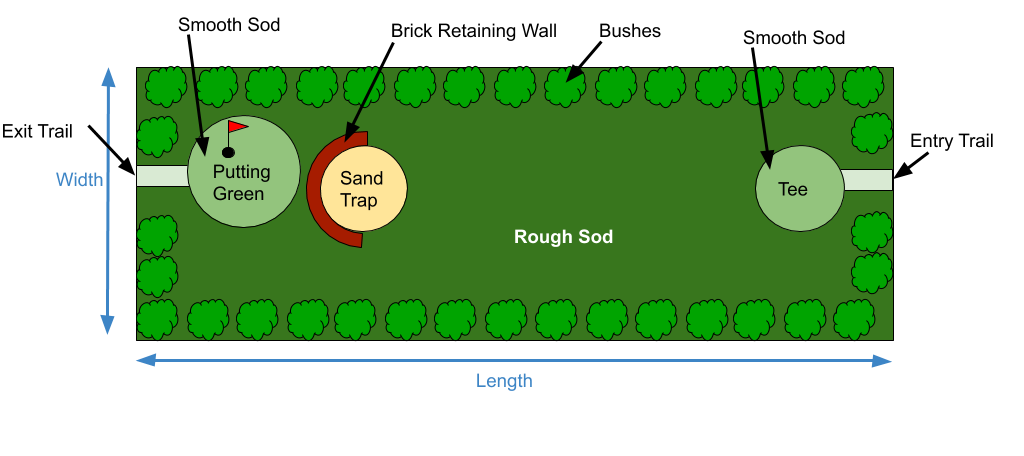 Smooth Sod
Brick Retaining Wall
Bushes
Smooth Sod
Exit Trail
Entry Trail
Width
Putting
Green
Sand
Trap
Tee
Rough Sod
Length